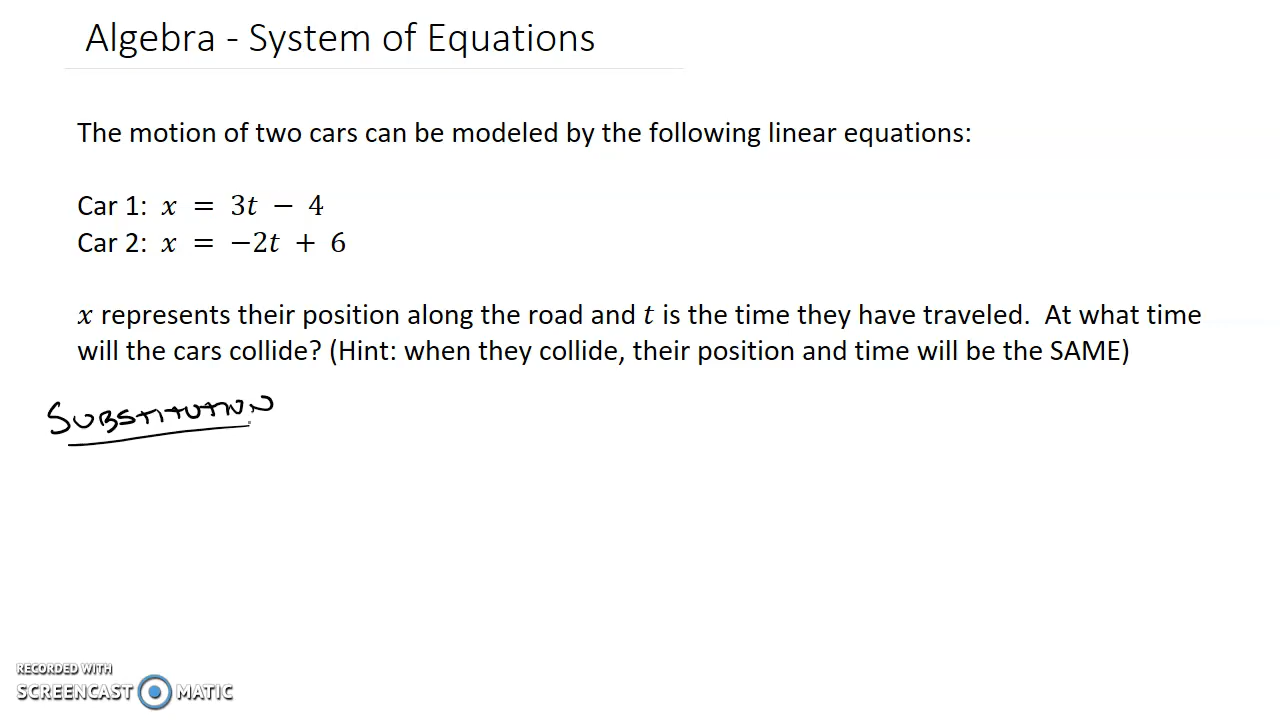 Algebra - System of Equations
The motion of two cars can be modeled by the following linear equations:
Car 1: x = 3t − 4
Car 2: x = −2t + 6
x represents their position along the road and t is the time they have traveled.  At what time
will the cars collide? (Hint: when they collide, their position and time will be the SAME)
SUBSTITUTION
RECORDED WITH
SCREENCAST MATIC